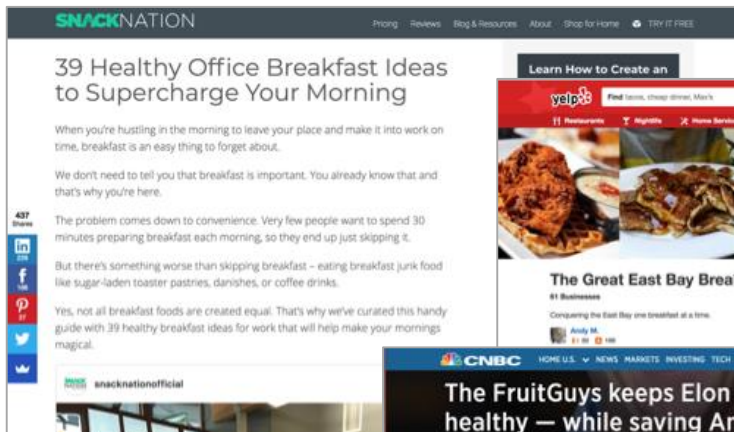 SNACKNATION
Pricing Reviews Blog & Resources About Shop for Home TRY IT FREE
39 Healthy Office Breakfast Ideas
to Supercharge Your Morning
When you're hustling in the morning to leave your place and make it into work on
time, breakfast is an easy thing to forget about.
We don't need to tell you that breakfast is important. You already know that and
that's why you're here.
The problem comes down to convenience. Very few people want to spend 30
minutes preparing breakfast each morning, so they end up just skipping it.
But there's something worse than skipping breakfast – eating breakfast junk food
like sugar-laden toaster pastries, danishes, or coffee drinks.
Yes, not all breakfast foods are created equal. That's why we've curated this handy
guide with 39 healthy breakfast ideas for work that will help make your mornings
magical.
437
Shares
in
f
snacknationofficial
Learn How to Create an
yelp
Find tacos, cheap dinner, Max's
Restaurants Nightlife Home Servic
The Great East Bay Brea
61 Businesses
Conquering the East Bay one breakfast at a time.
Andy M.
CNBC HOME U.S. NEWS MARKETS INVESTING TECH
The FruitGuys keeps Elon
healthy — while saving Am